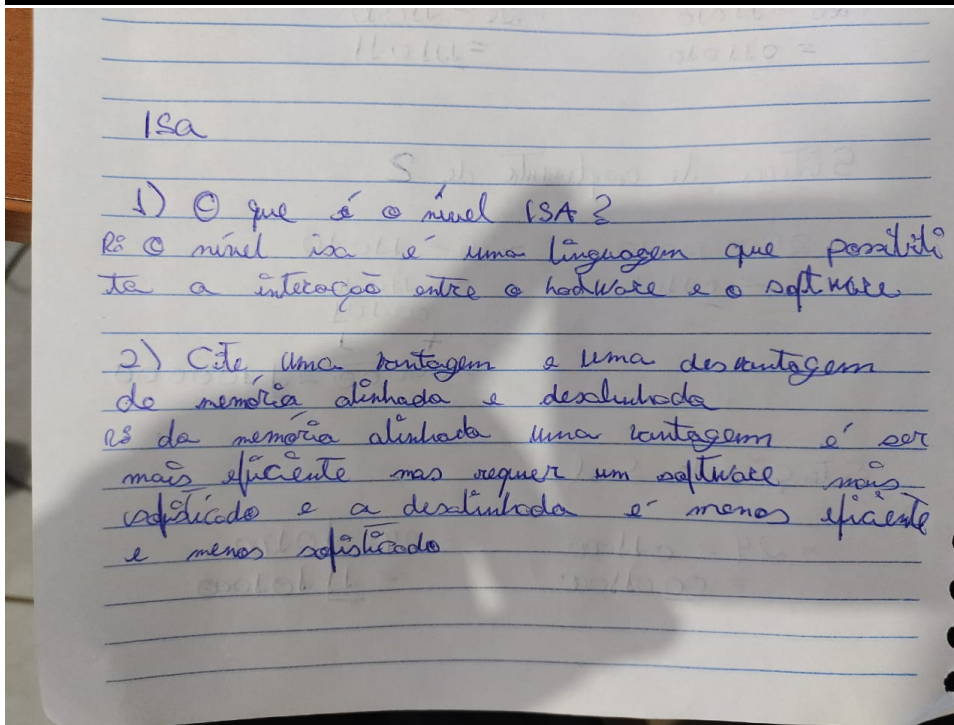 ISa
1) O que é o nível ISA?
R: O nível isa é uma linguagem que possibili
ta a interação entre o hadware e o software
2) Cite uma vantagem e uma desvantagem
de memória alinhada e desalinhada
R: da memória alinhada uma vantagem é ser
mais eficiente mas requer um software mais
sofisticado e a desalinhada é menos eficiente
e menos sofisticado